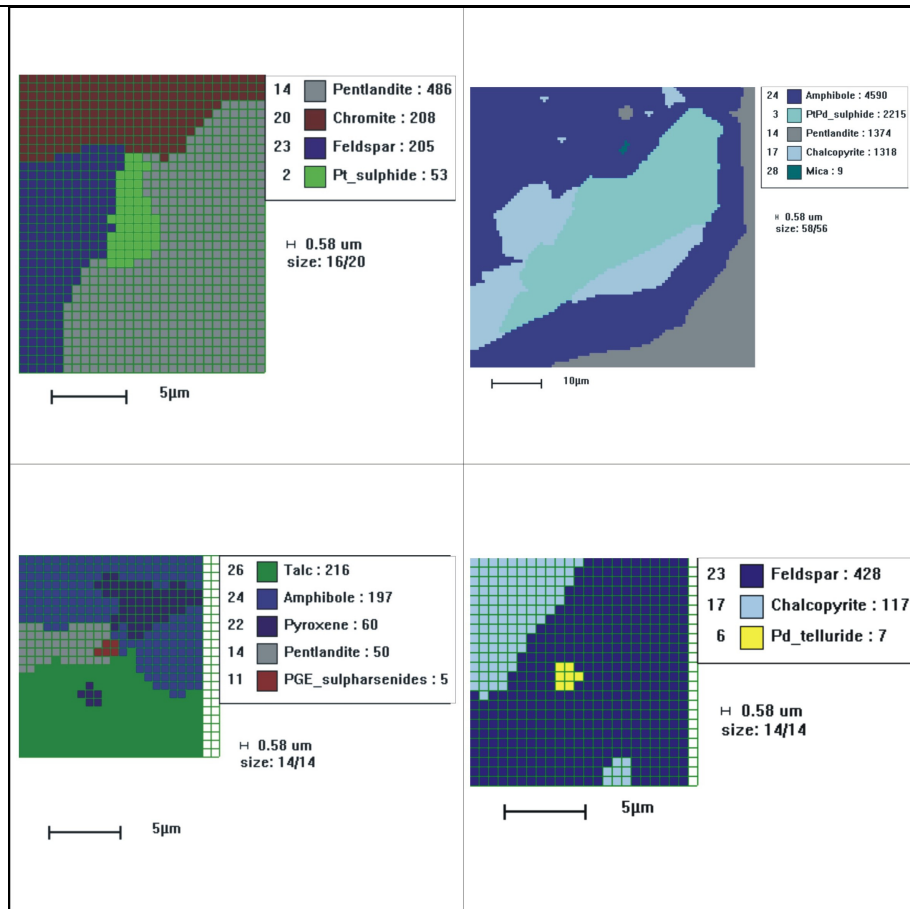 14 Pentlandite : 486
20 Chromite : 208
23 Feldspar : 205
2 Pt_sulphide : 53
0.58 um
size: 16/20
5µm
24 Amphibole : 4590
3 PtPd_sulphide : 2215
14 Pentlandite : 1374
17 Chalcopyrite : 1318
28 Mica : 9
0.58 um
size: 58/56
10µm
26 Talc : 216
24 Amphibole : 197
22 Pyroxene : 60
14 Pentlandite : 50
11 PGE_sulpharsenides : 5
0.58 um
size: 14/14
5µm
23 Feldspar : 428
17 Chalcopyrite : 117
6 Pd_telluride : 7
0.58 um
size: 14/14
5µm